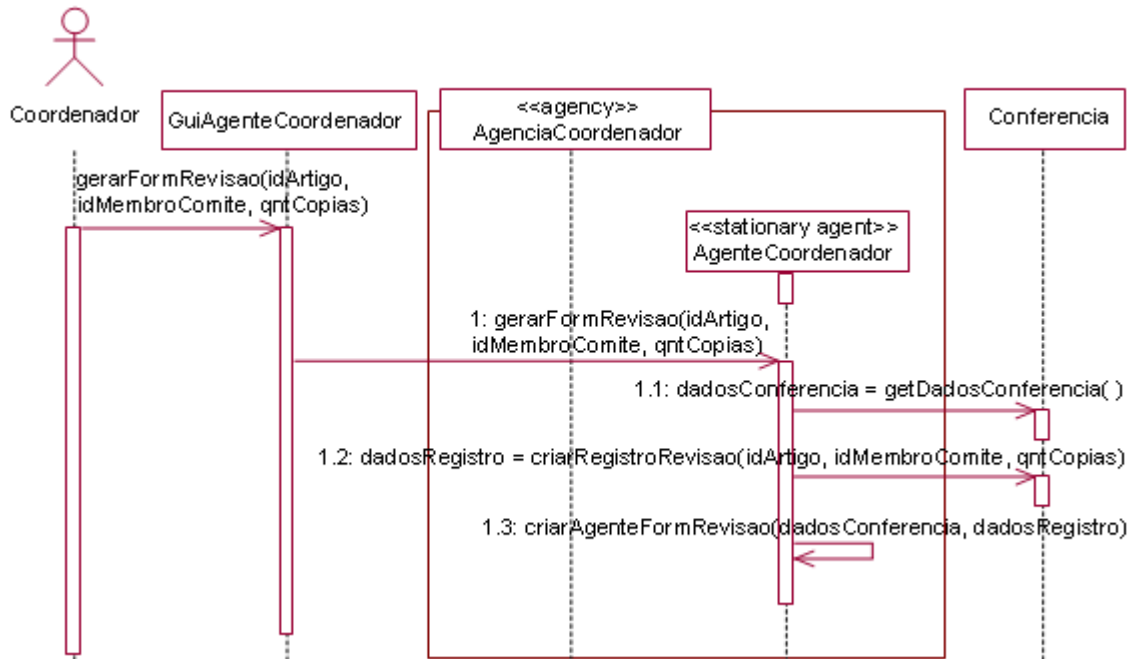 Coordenador
GuiAgenteCoordenador
<<agency>>
AgenciaCoordenador
Conferencia
gerarFormRevisao(idArtigo,
idMembroComite, qntCopias)
<<stationary agent>>
AgenteCoordenador
1: gerarFormRevisao(idArtigo,
idMembroComite, qntCopias)
1.1: dadosConferencia = getDadosConferencia( )
1.2: dadosRegistro = criarRegistroRevisao(idArtigo, idMembroComite, qntCopias)
1.3: criarAgenteFormRevisao(dadosConferencia, dadosRegistro)